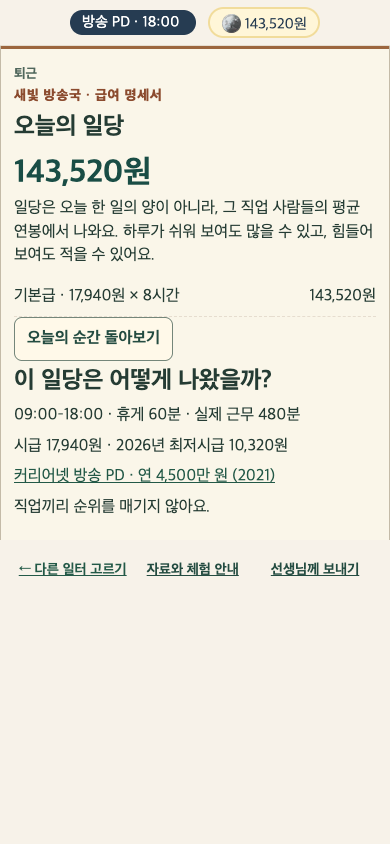 방송 PD · 18:00
143,520원
퇴근
새빛 방송국 · 급여 명세서
오늘의 일당
143,520원
일당은 오늘 한 일의 양이 아니라, 그 직업 사람들의 평균
연봉에서 나와요. 하루가 쉬워 보여도 많을 수 있고, 힘들어
보여도 적을 수 있어요.
기본급 · 17,940원 × 8시간 143,520원
오늘의 순간 돌아보기
이 일당은 어떻게 나왔을까?
09:00-18:00 · 휴게 60분 · 실제 근무 480분
시급 17,940원 · 2026년 최저시급 10,320원
커리어넷 방송 PD · 연 4,500만 원 (2021)
직업끼리 순위를 매기지 않아요.
← 다른 일터 고르기 자료와 체험 안내 선생님께 보내기